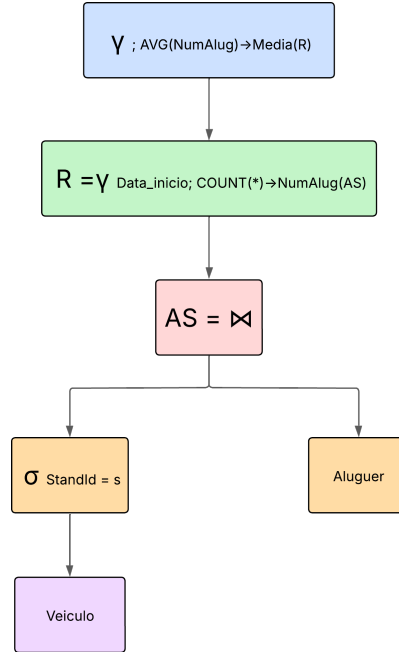 γ ; AVG(NumAlug)→Media(R)
R =γ Data_inicio; COUNT(*)→NumAlug(AS)
AS = ⋈
σ StandId = s
Aluguer
Veiculo